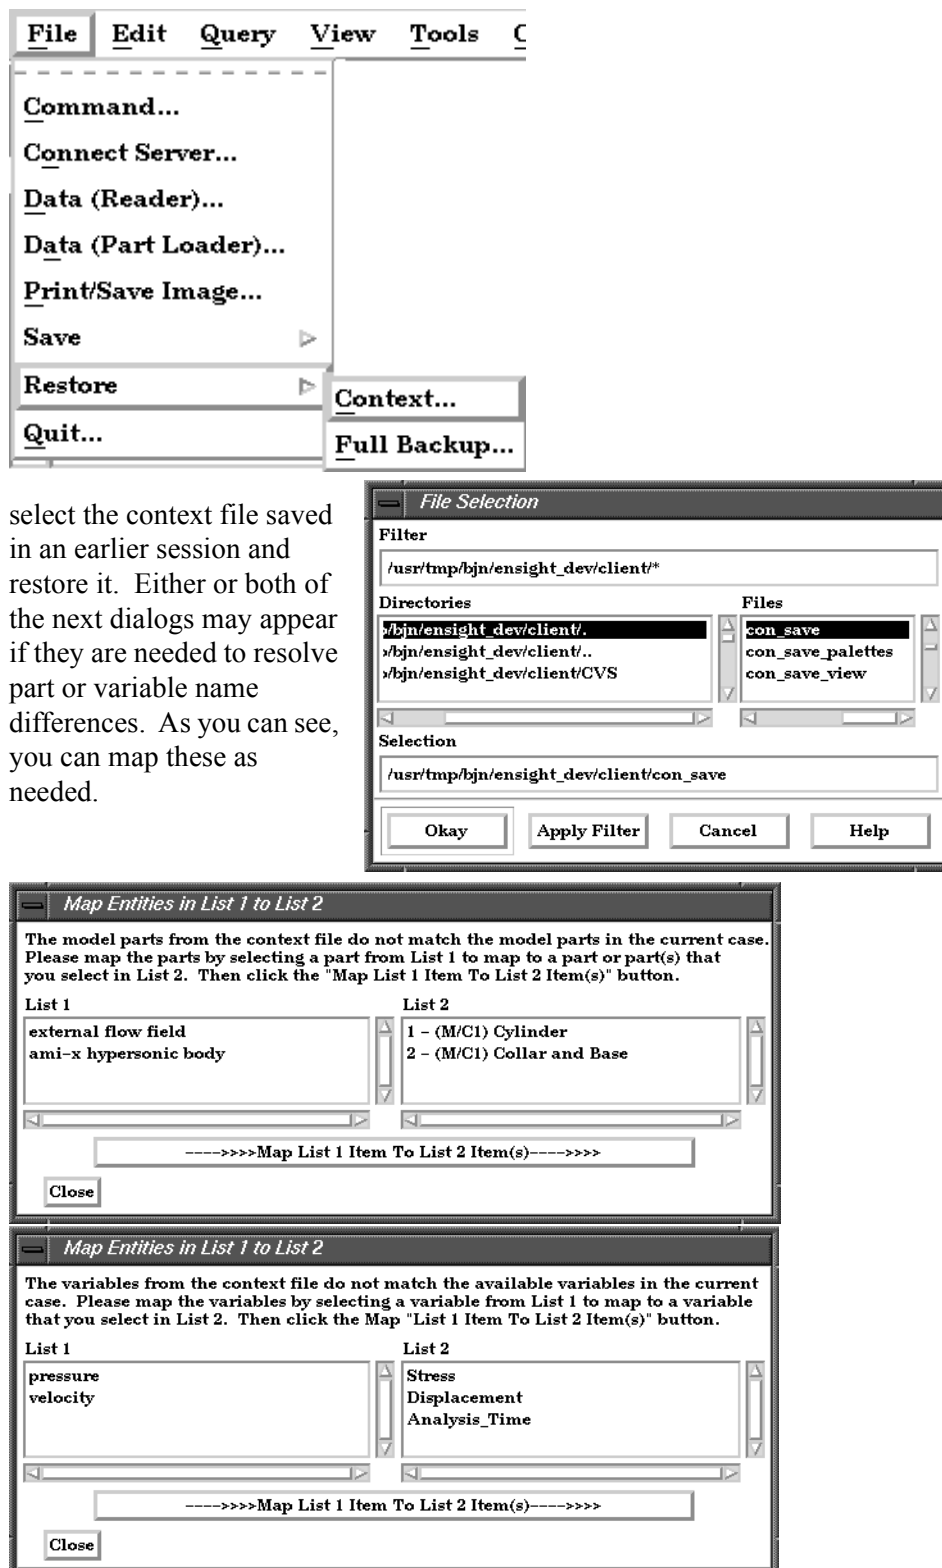 File Edit Query View Tools
Command...
Connect Server...
Data (Reader)...
Data (Part Loader)...
Print/Save Image...
Save
Restore
Context...
Quit...
Full Backup...
select the context file saved
in an earlier session and
restore it. Either or both of
the next dialogs may appear
if they are needed to resolve
part or variable name
differences. As you can see,
you can map these as
needed.
File Selection
Filter
/usr/tmp/bjn/ensight_dev/client/*
Directories Files
/bjn/ensight_dev/client/. con_save
/bjn/ensight_dev/client/.. con_save_palettes
/bjn/ensight_dev/client/CVS con_save_view
Selection
/usr/tmp/bjn/ensight_dev/client/con_save
Okay Apply Filter Cancel Help
Map Entities in List 1 to List 2
The model parts from the context file do not match the model parts in the current case.
Please map the parts by selecting a part from List 1 to map to a part or part(s) that
you select in List 2. Then click the "Map List 1 Item To List 2 Item(s)" button.
List 1 List 2
external flow field 1 - (M/C1) Cylinder
ami-x hypersonic body 2 - (M/C1) Collar and Base
---->>>>Map List 1 Item To List 2 Item(s)---->>>>
Close
Map Entities in List 1 to List 2
The variables from the context file do not match the available variables in the current
case. Please map the variables by selecting a variable from List 1 to map to a variable
that you select in List 2. Then click the Map "List 1 Item To List 2 Item(s)" button.
List 1 List 2
pressure Stress
velocity Displacement
Analysis_Time
---->>>>Map List 1 Item To List 2 Item(s)---->>>>
Close